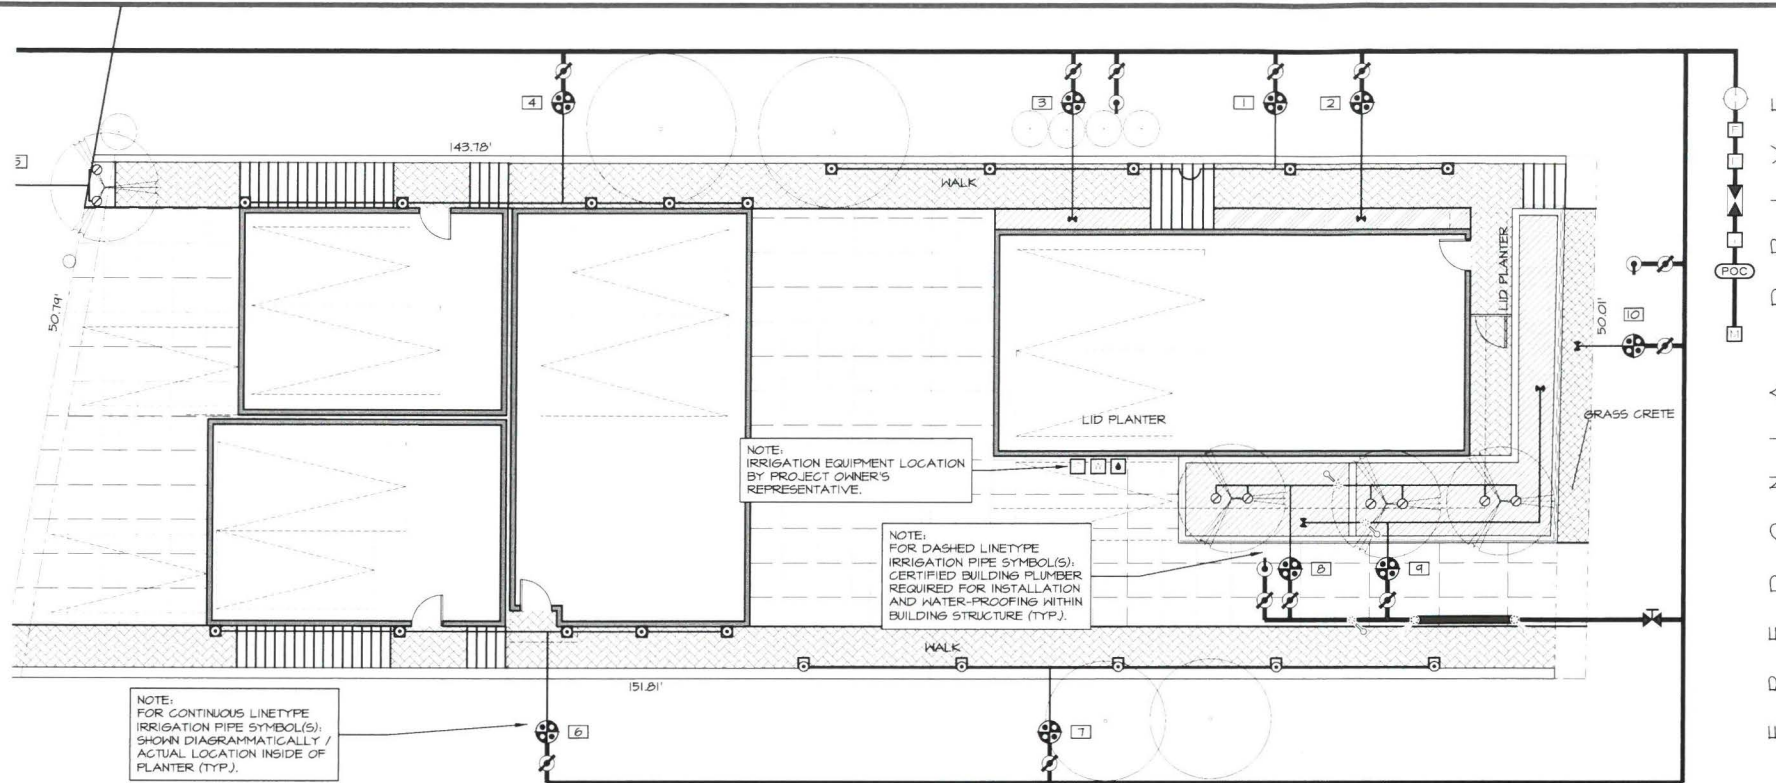 4
3
1
2
5
143.78'
WALK
LID PLANTER
50.79'
50.01'
10
POC
M
F
LID PLANTER
GRASS CRETE
NOTE:
IRRIGATION EQUIPMENT LOCATION
BY PROJECT OWNER'S
REPRESENTATIVE.
NOTE:
FOR DASHED LINETYPE
IRRIGATION PIPE SYMBOL(S):
CERTIFIED BUILDING PLUMBER
REQUIRED FOR INSTALLATION
AND WATER-PROOFING WITHIN
BUILDING STRUCTURE (TYP.).
8
9
WALK
151.81'
NOTE:
FOR CONTINUOUS LINETYPE
IRRIGATION PIPE SYMBOL(S):
SHOWN DIAGRAMMATICALLY /
ACTUAL LOCATION INSIDE OF
PLANTER (TYP.).
6
7